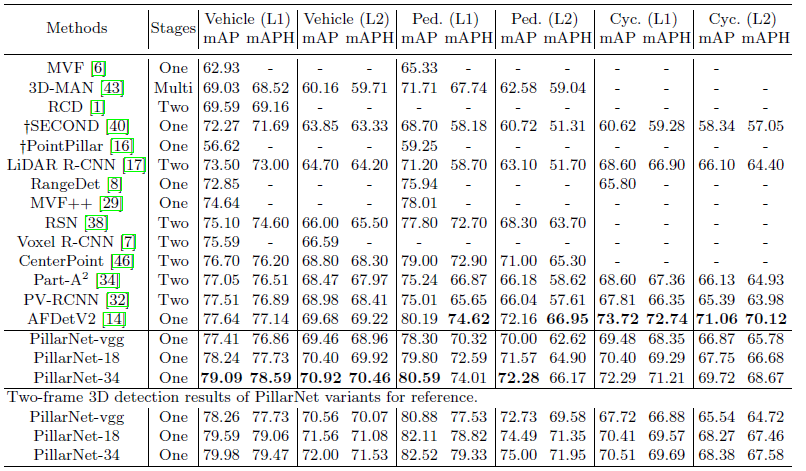 Methods Stages Vehicle (L1) Vehicle (L2) Ped. (L1) Ped. (L2) Cyc. (L1) Cyc. (L2)
mAP mAPH mAP mAPH mAP mAPH mAP mAPH mAP mAPH mAP mAPH
MVF [6] One 62.93 - - - 65.33 - - - - - -
3D-MAN [43] Multi 69.03 68.52 60.16 59.71 71.71 67.74 62.58 59.04 - - - -
RCD [1] Two 69.59 69.16 - - - - - - - - - -
†SECOND [40] One 72.27 71.69 63.85 63.33 68.70 58.18 60.72 51.31 60.62 59.28 58.34 57.05
†PointPillar [16] One 56.62 - - - 59.25 - - - - - - -
LiDAR R-CNN [17] Two 73.50 73.00 64.70 64.20 71.20 58.70 63.10 51.70 68.60 66.90 66.10 64.40
RangeDet [8] One 72.85 - - - 75.94 - - - 65.80 - - -
MVF++ [29] One 74.64 - - - 78.01 - - - - - - -
RSN [38] Two 75.10 74.60 66.00 65.50 77.80 72.70 68.30 63.70 - - - -
Voxel R-CNN [7] Two 75.59 - 66.59 - - - - - - - - -
CenterPoint [46] Two 76.70 76.20 68.80 68.30 79.00 72.90 71.00 65.30 - - - -
Part-A² [34] Two 77.05 76.51 68.47 67.97 75.24 66.87 66.18 58.62 68.60 67.36 66.13 64.93
PV-RCNN [32] Two 77.51 76.89 68.98 68.41 75.01 65.65 66.04 57.61 67.81 66.35 65.39 63.98
AFDetV2 [14] One 77.64 77.14 69.68 69.22 80.19 74.62 72.16 66.95 73.72 72.74 71.06 70.12
PillarNet-vgg One 77.41 76.86 69.46 68.96 78.30 70.32 70.00 62.62 69.48 68.35 66.87 65.78
PillarNet-18 One 78.24 77.73 70.40 69.92 79.80 72.59 71.57 64.90 70.40 69.29 67.75 66.68
PillarNet-34 One 79.09 78.59 70.92 70.46 80.59 74.01 72.28 66.17 72.29 71.21 69.72 68.67
Two-frame 3D detection results of PillarNet variants for reference.
PillarNet-vgg One 78.26 77.73 70.56 70.07 80.88 77.53 72.73 69.58 67.72 66.88 65.54 64.72
PillarNet-18 One 79.59 79.06 71.56 71.08 82.11 78.82 74.49 71.35 70.41 69.57 68.27 67.46
PillarNet-34 One 79.98 79.47 72.00 71.53 82.52 79.33 75.00 71.95 70.51 69.69 68.38 67.58